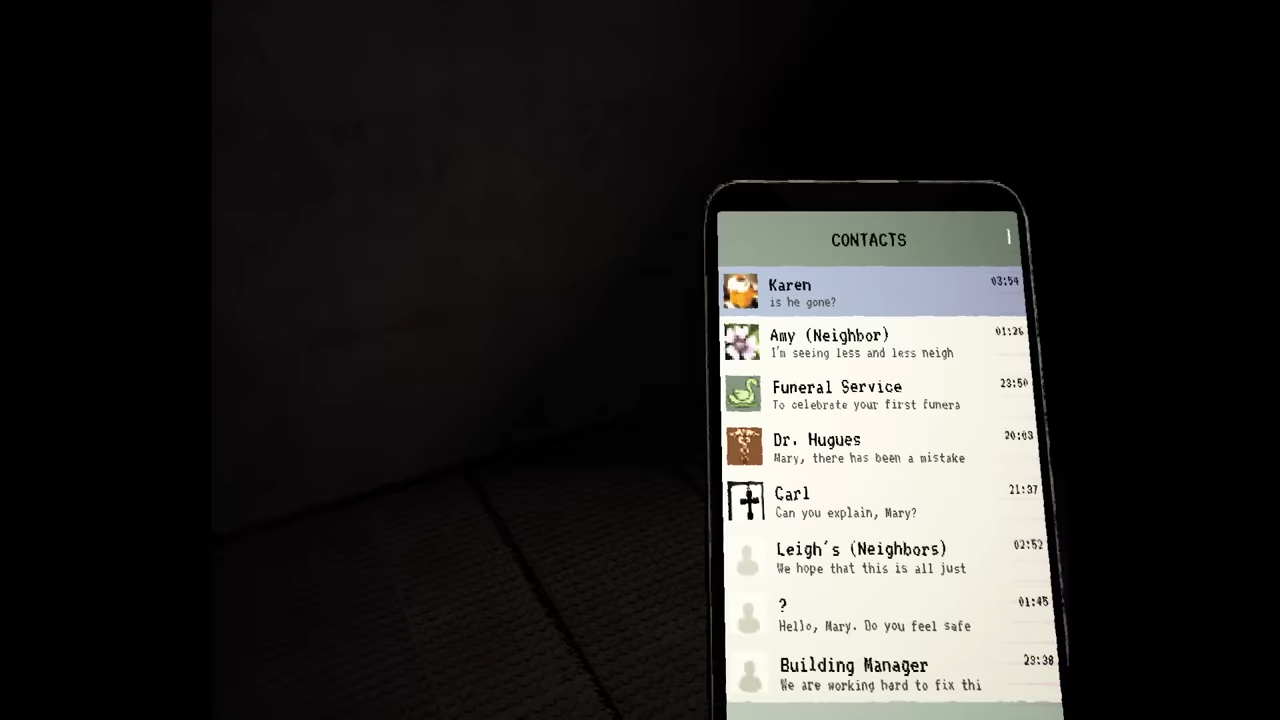 CONTACTS
Karen
03:54
is he gone?
Amy (Neighbor)
01:26
I'm seeing less and less neigh
Funeral Service
23:50
To celebrate your first funera
Dr. Hugues
20:03
Mary, there has been a mistake
Carl
21:37
Can you explain, Mary?
Leigh's (Neighbors)
02:52
We hope that this is all just
?
01:45
Hello, Mary. Do you feel safe
Building Manager
23:38
We are working hard to fix thi